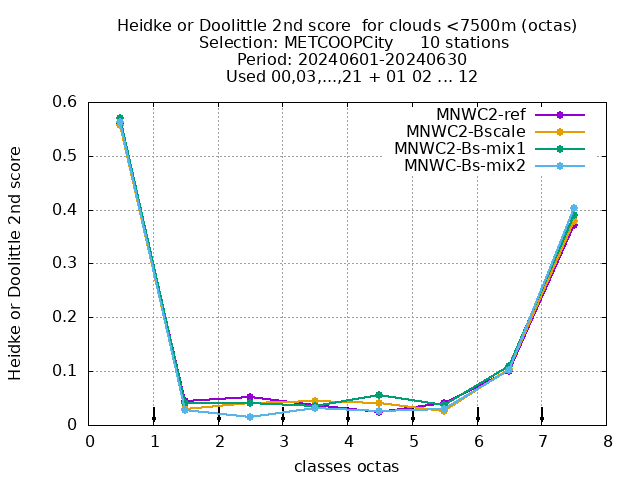 Heidke or Doolittle 2nd score  for clouds <7500m (octas)
Selection: METCOOPCity     10 stations
Period: 20240601-20240630
Used 00,03,...,21 + 01 02 ... 12
MNWC2-ref
MNWC2-Bscale
MNWC2-Bs-mix1
MNWC-Bs-mix2
Heidke or Doolittle 2nd score
0.6
0.5
0.4
0.3
0.2
0.1
0
0 1 2 3 4 5 6 7 8
classes octas